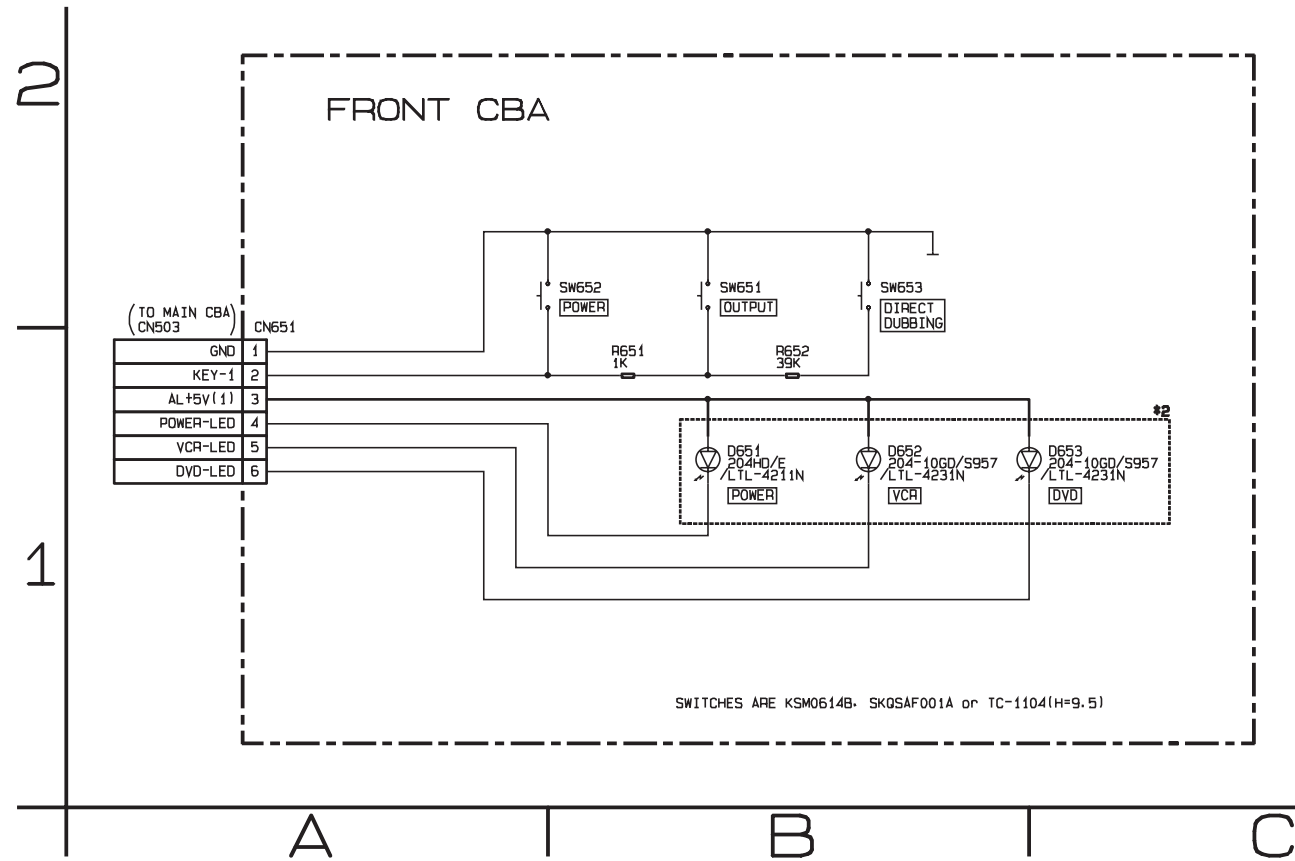 2
FRONT CBA
SW652
POWER
SW651
OUTPUT
SW653
DIRECT
DUBBING
(TO MAIN CBA)
CN503
CN651
GND 1
KEY-1 2
AL+5V(1) 3
POWER-LED 4
VCR-LED 5
DVD-LED 6
R651
1K
R652
39K
*2
D651
204HD/E
/LTL-4211N
POWER
D652
204-10GD/S957
/LTL-4231N
VCR
D653
204-10GD/S957
/LTL-4231N
DVD
1
SWITCHES ARE KSM0614B. SKQSAF001A or TC-1104(H=9.5)
A
B
C